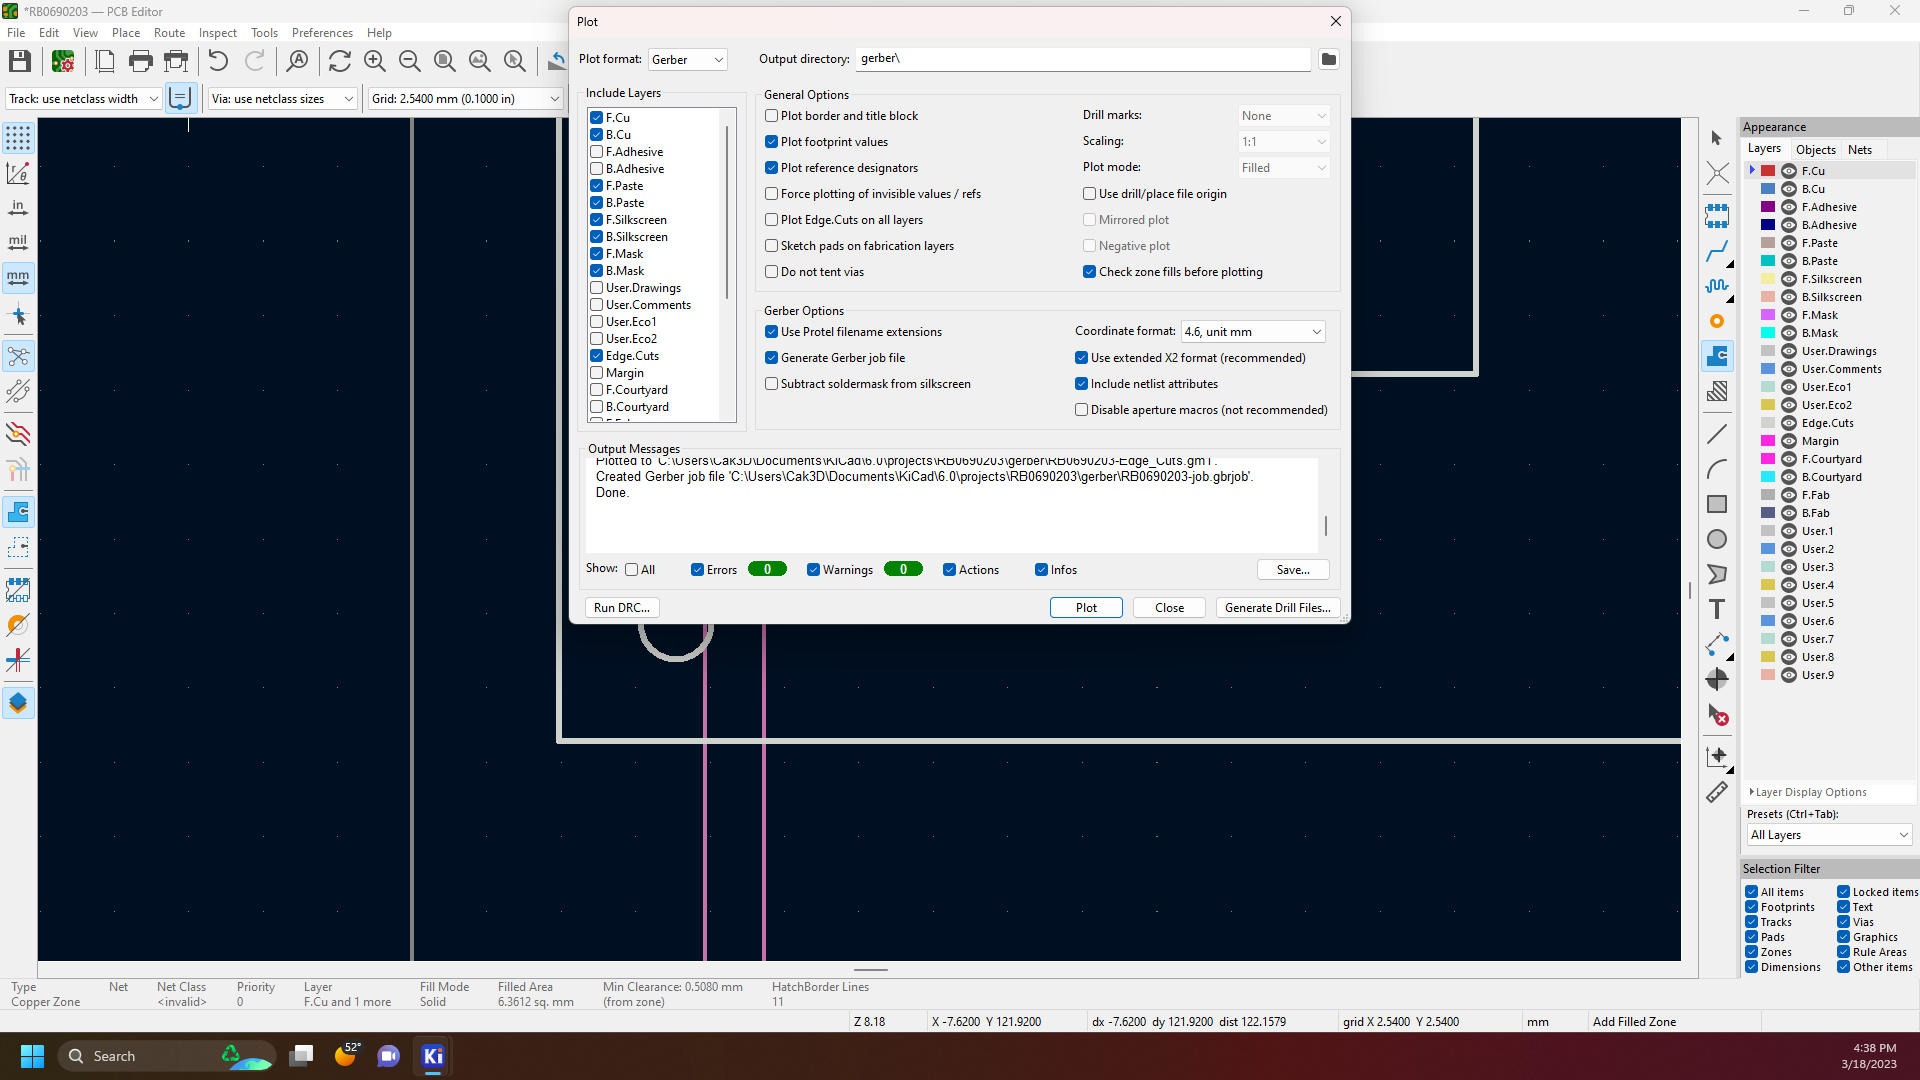 *RB0690203 — PCB Editor
File Edit View Place Route Inspect Tools Preferences Help
Track: use netclass width
Via: use netclass sizes
Grid: 2.5400 mm (0.1000 in)
in
mil
mm
Plot
Plot format: Gerber
Output directory: gerber\
Include Layers
F.Cu
B.Cu
F.Adhesive
B.Adhesive
F.Paste
B.Paste
F.Silkscreen
B.Silkscreen
F.Mask
B.Mask
User.Drawings
User.Comments
User.Eco1
User.Eco2
Edge.Cuts
Margin
F.Courtyard
B.Courtyard
General Options
Plot border and title block
Plot footprint values
Plot reference designators
Force plotting of invisible values / refs
Plot Edge.Cuts on all layers
Sketch pads on fabrication layers
Do not tent vias
Drill marks: None
Scaling: 1:1
Plot mode: Filled
Use drill/place file origin
Mirrored plot
Negative plot
Check zone fills before plotting
Gerber Options
Use Protel filename extensions
Generate Gerber job file
Subtract soldermask from silkscreen
Coordinate format: 4.6, unit mm
Use extended X2 format (recommended)
Include netlist attributes
Disable aperture macros (not recommended)
Output Messages
Plotted to 'C:\Users\Cak3D\Documents\KiCad\6.0\projects\RB0690203\gerber\RB0690203-Edge_Cuts.gm1'.
Created Gerber job file 'C:\Users\Cak3D\Documents\KiCad\6.0\projects\RB0690203\gerber\RB0690203-job.gbrjob'.
Done.
Show: All Errors 0 Warnings 0 Actions Infos Save...
Run DRC... Plot Close Generate Drill Files...
Appearance
Layers Objects Nets
F.Cu
B.Cu
F.Adhesive
B.Adhesive
F.Paste
B.Paste
F.Silkscreen
B.Silkscreen
F.Mask
B.Mask
User.Drawings
User.Comments
User.Eco1
User.Eco2
Edge.Cuts
Margin
F.Courtyard
B.Courtyard
F.Fab
B.Fab
User.1
User.2
User.3
User.4
User.5
User.6
User.7
User.8
User.9
Layer Display Options
Presets (Ctrl+Tab):
All Layers
Selection Filter
All items Locked items
Footprints Text
Tracks Vias
Pads Graphics
Zones Rule Areas
Dimensions Other items
Type Net Net Class Priority Layer Fill Mode Filled Area Min Clearance: 0.5080 mm HatchBorder Lines
Copper Zone <invalid> 0 F.Cu and 1 more Solid 6.3612 sq. mm (from zone) 11
Z 8.18 X -7.6200 Y 121.9200 dx -7.6200 dy 121.9200 dist 122.1579 grid X 2.5400 Y 2.5400 mm Add Filled Zone
Search
52°
Ki
4:38 PM
3/18/2023